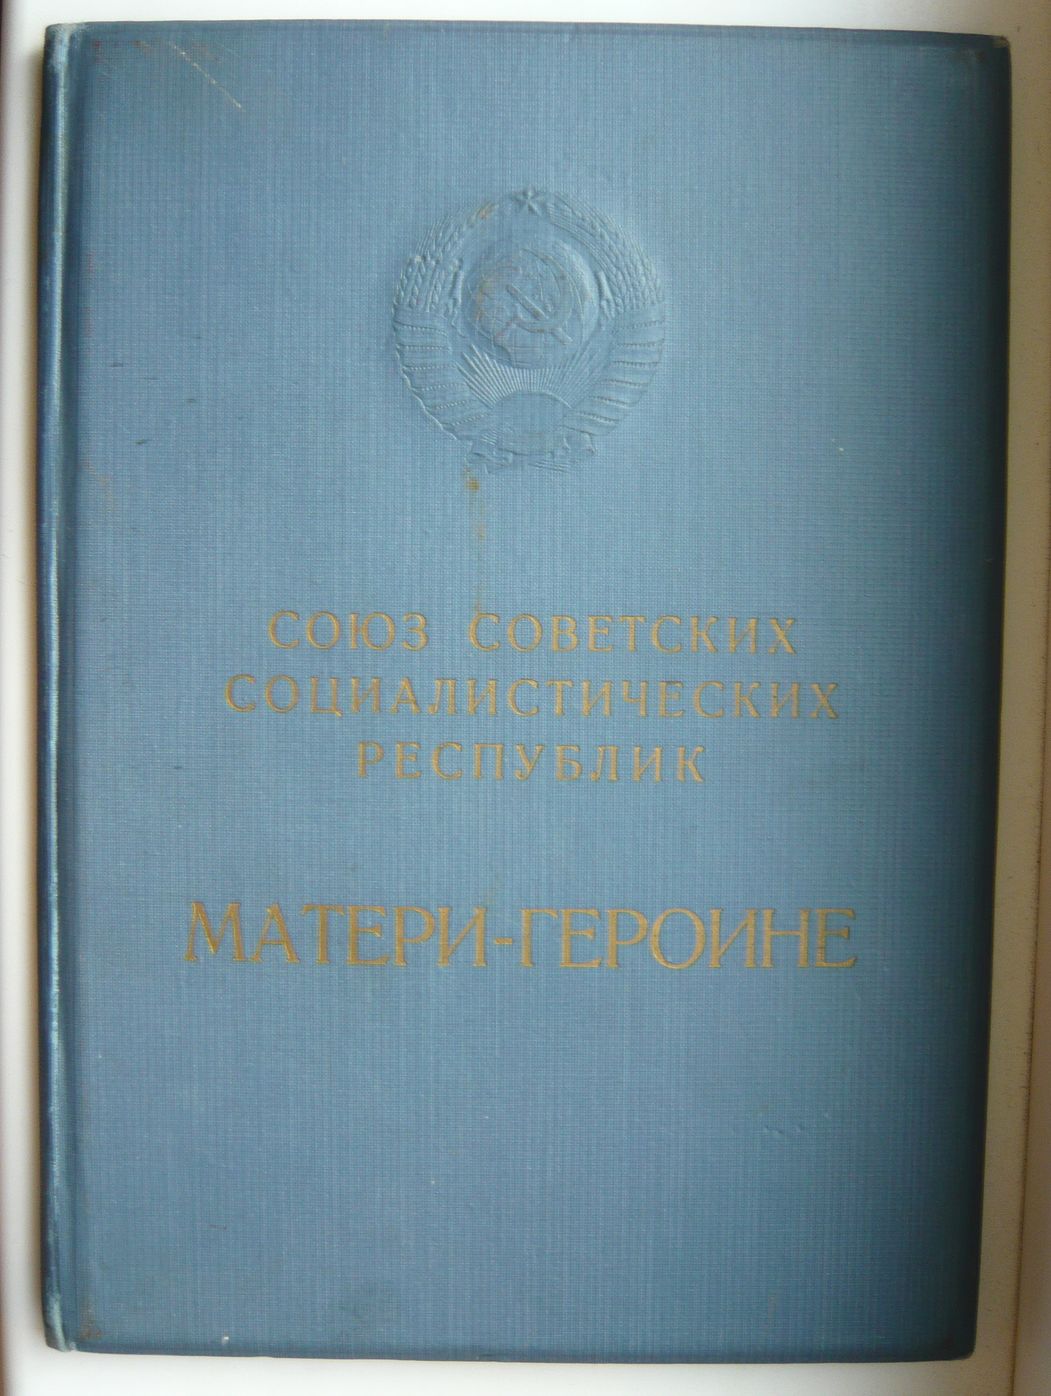 СОЮЗ СОВЕТСКИХ
СОЦИАЛИСТИЧЕСКИХ
РЕСПУБЛИК
МАТЕРИ-ГЕРОИНЕ